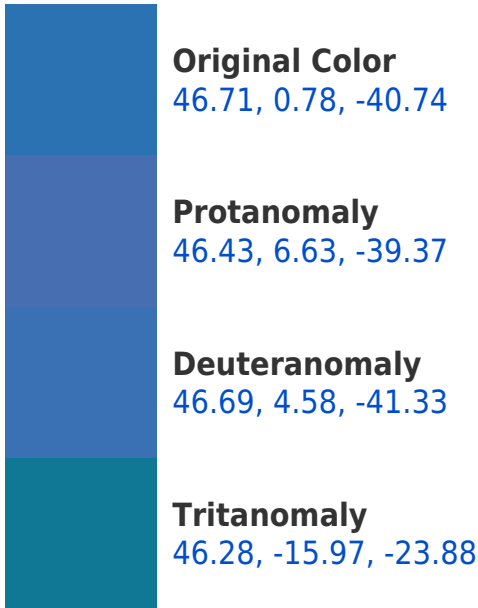 Original Color
46.71, 0.78, -40.74
Protanomaly
46.43, 6.63, -39.37
Deuteranomaly
46.69, 4.58, -41.33
Tritanomaly
46.28, -15.97, -23.88